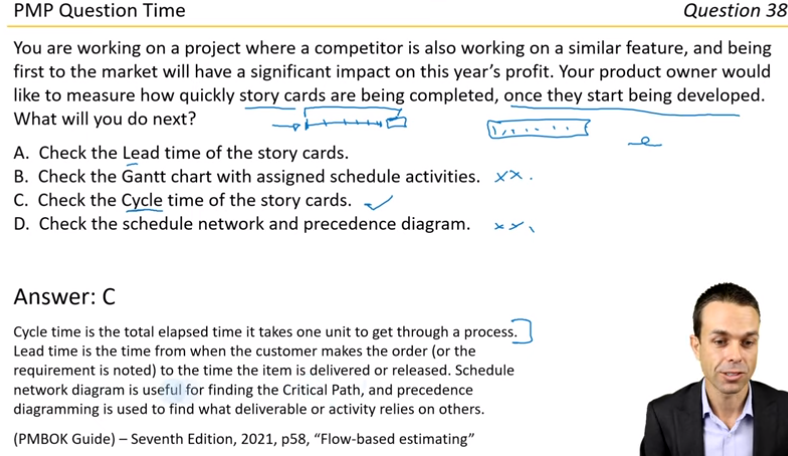 PMP Question Time
Question 38
You are working on a project where a competitor is also working on a similar feature, and being
first to the market will have a significant impact on this year’s profit. Your product owner would
like to measure how quickly story cards are being completed, once they start being developed.
What will you do next?
A. Check the Lead time of the story cards.
B. Check the Gantt chart with assigned schedule activities.
C. Check the Cycle time of the story cards.
D. Check the schedule network and precedence diagram.
Answer: C
Cycle time is the total elapsed time it takes one unit to get through a process.
Lead time is the time from when the customer makes the order (or the
requirement is noted) to the time the item is delivered or released. Schedule
network diagram is useful for finding the Critical Path, and precedence
diagramming is used to find what deliverable or activity relies on others.
(PMBOK Guide) – Seventh Edition, 2021, p58, “Flow-based estimating”